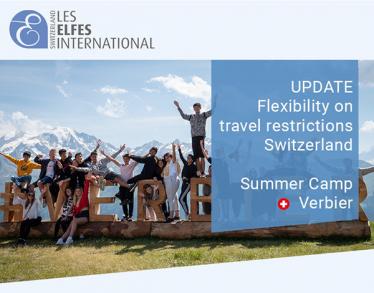 SWITZERLAND
LES
ELFES
INTERNATIONAL
UPDATE
Flexibility on
travel restrictions
Switzerland
Summer Camp
Verbier